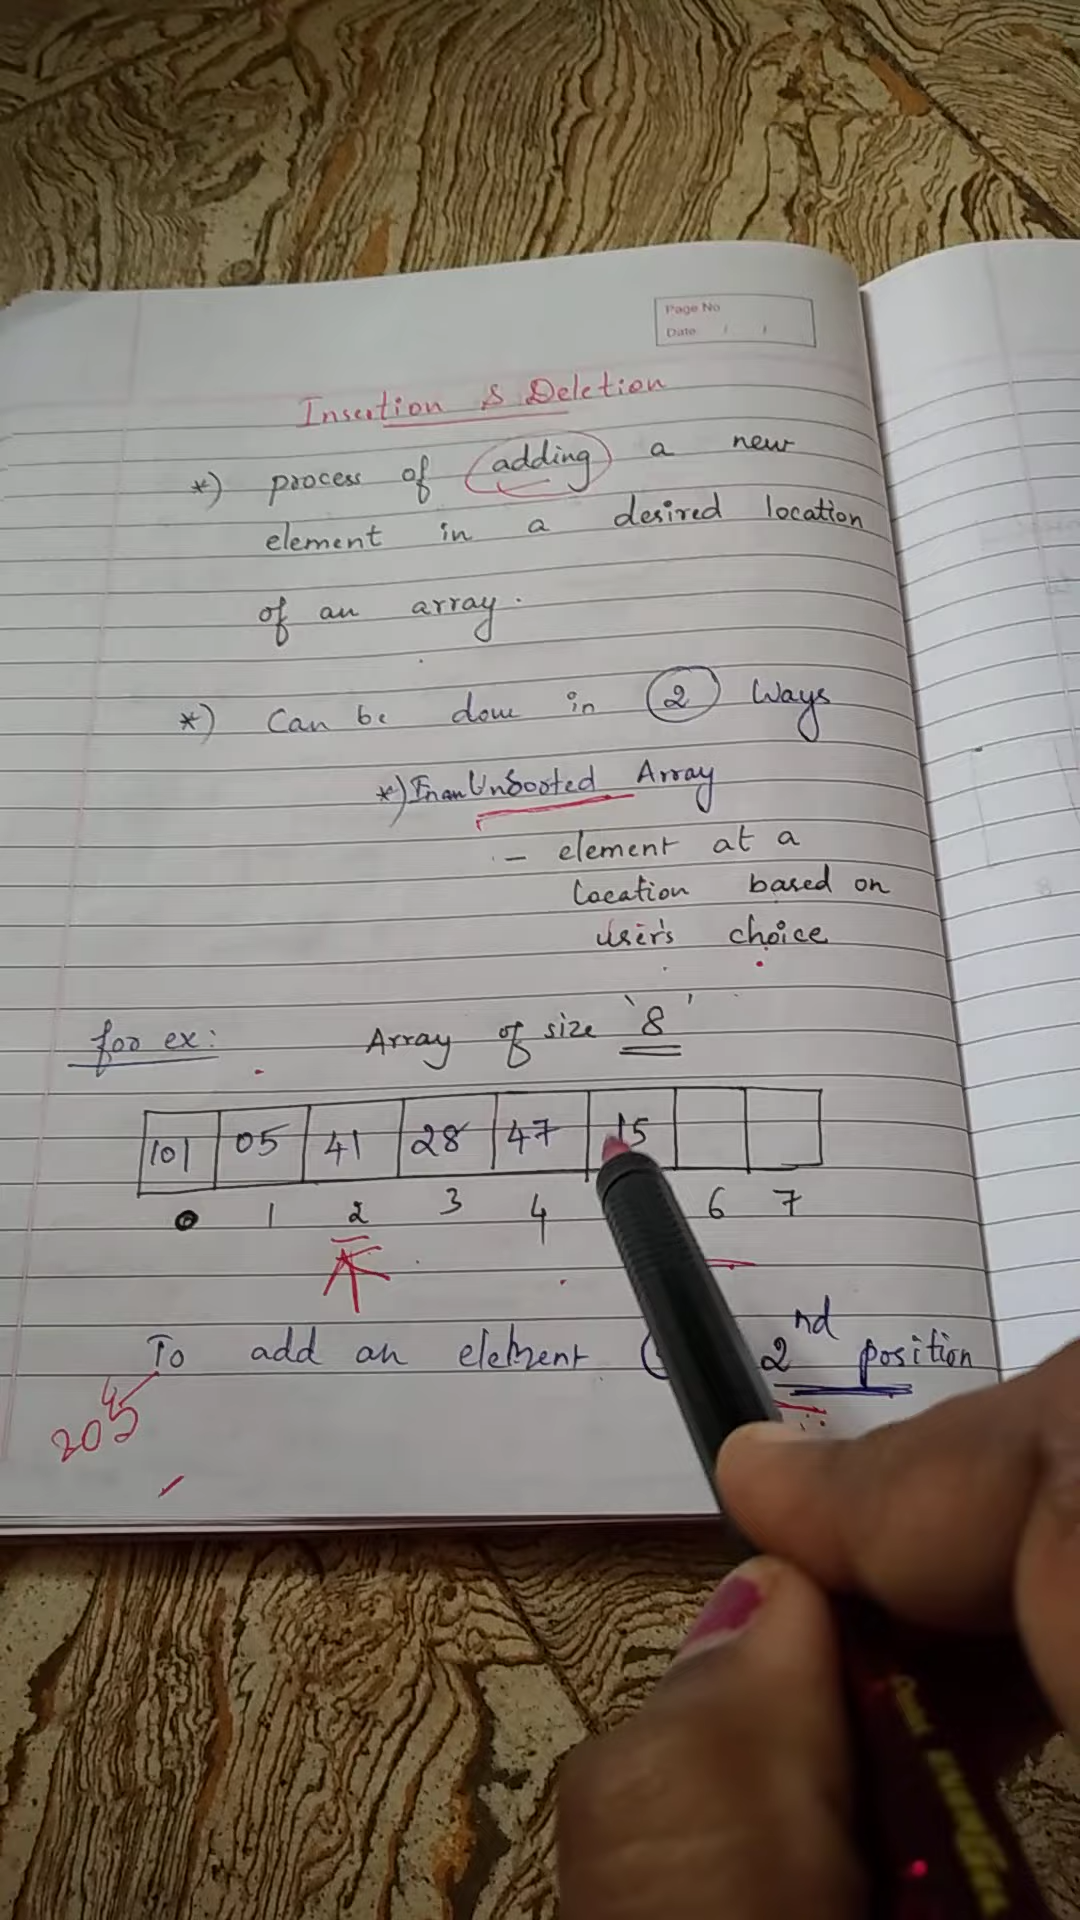 Page No
Date / /
Insertion & Deletion
*) process of adding a new
element in a desired location
of an array.
*) Can be done in 2 Ways
*) In an Unsorted Array
- element at a
location based on
user's choice
for ex: Array of size '8'
101 05 41 28 47 15
0 1 2 3 4 6 7
To add an element 2nd position